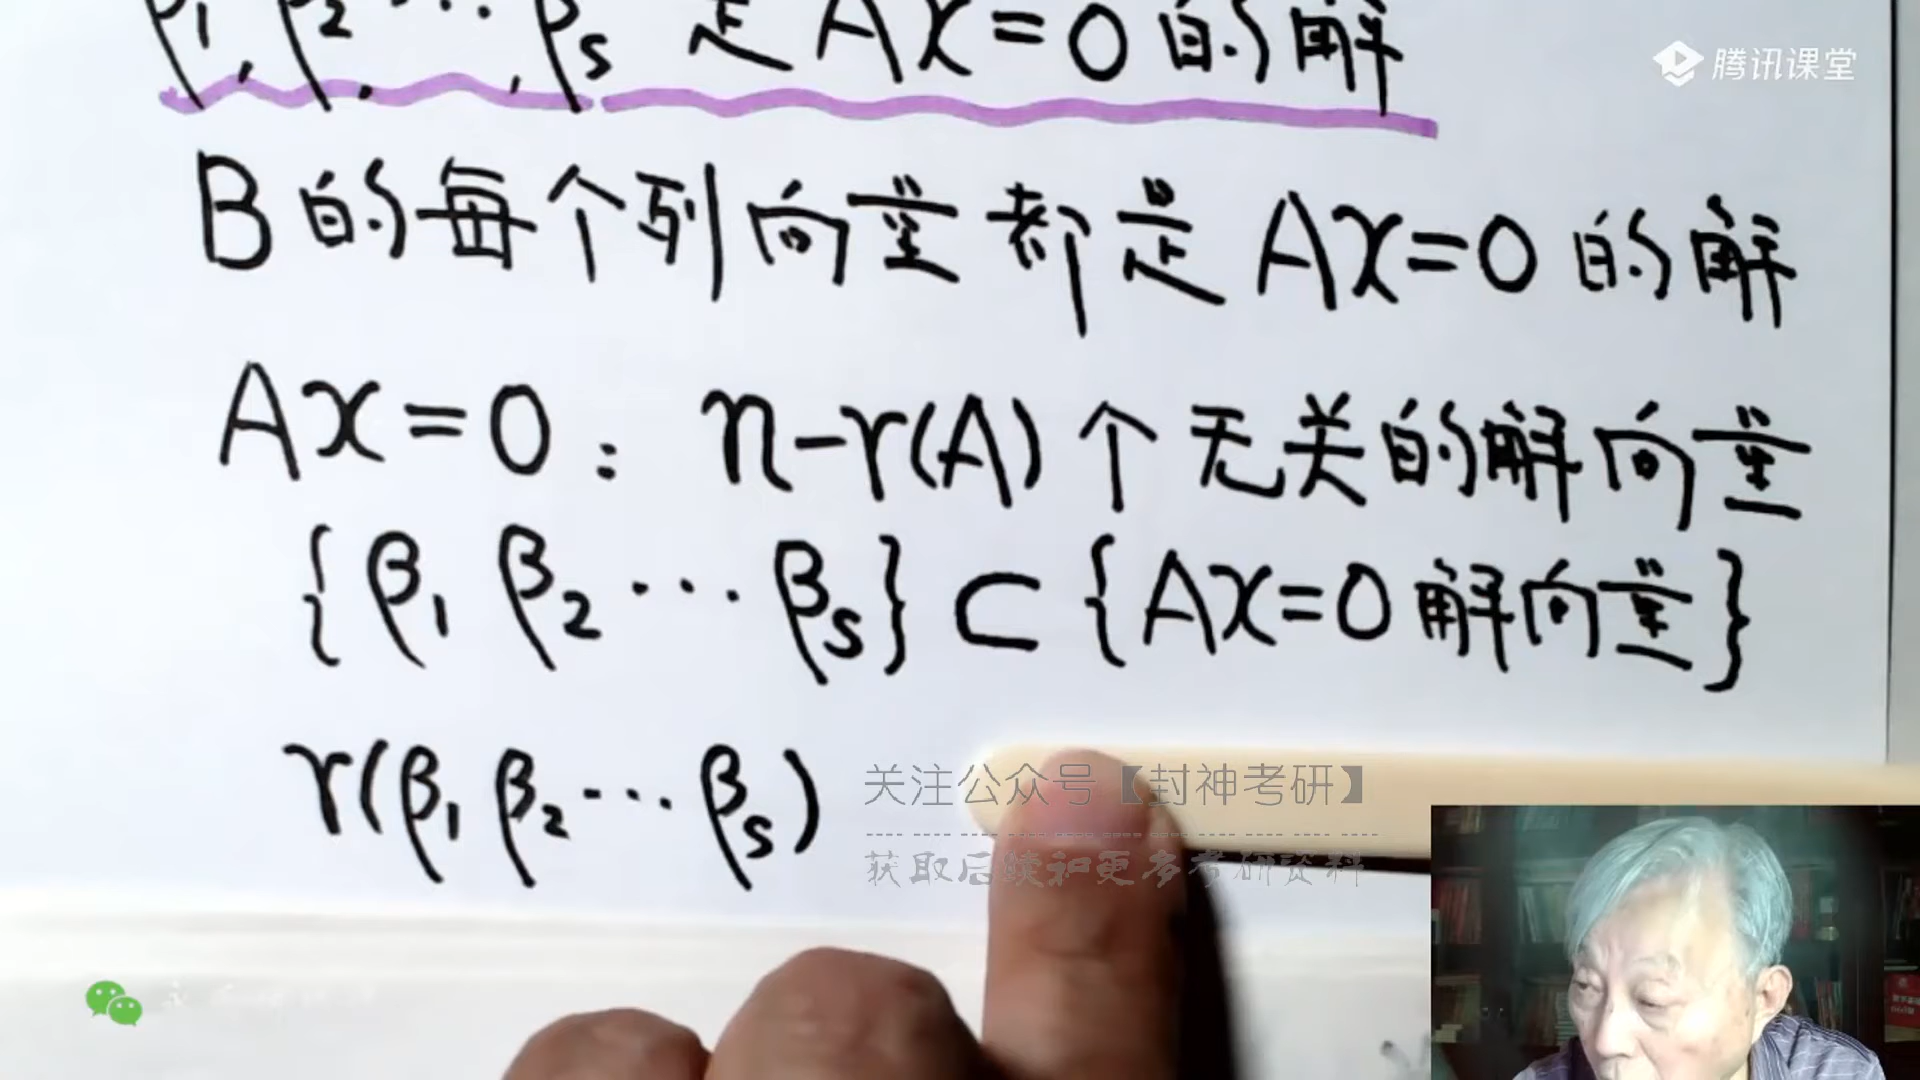 β1, β2, ..., βs 是 Ax=0 的解
腾讯课堂
B 的每个列向量都是 Ax=0 的解
Ax=0: n-r(A)个无关的解向量
{β1 β2 ... βs} ⊂ {Ax=0 解向量}
r(β1 β2 ... βs)
关注公众号【封神考研】
获取后续和更多考研资料